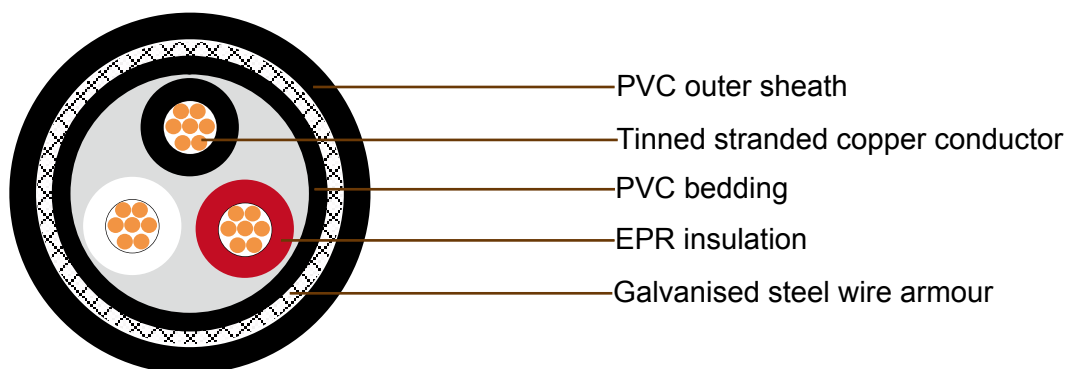 PVC outer sheath
Tinned stranded copper conductor
PVC bedding
EPR insulation
Galvanised steel wire armour